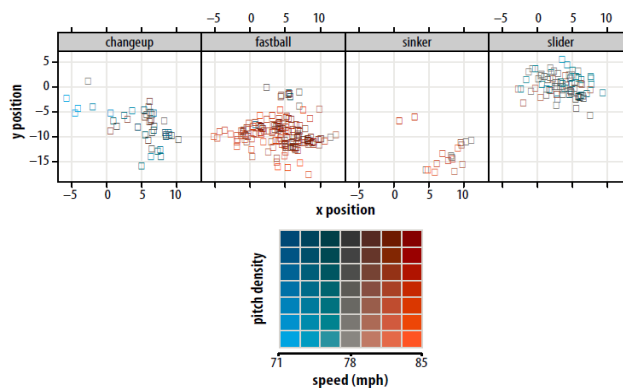 −5 0 5 10 −5 0 5 10
changeup fastball sinker slider
5
0
−5
−10
−15
y position
−5 0 5 10 −5 0 5 10
x position
pitch density
71 78 85
speed (mph)